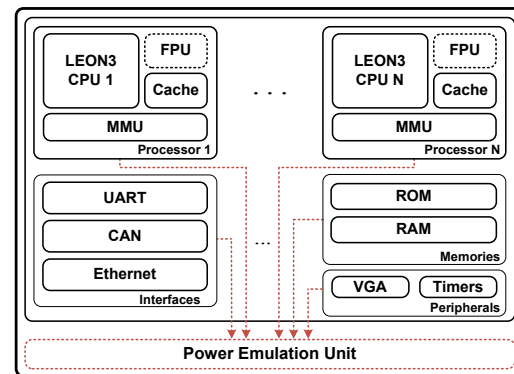 LEON3
CPU 1
FPU
Cache
MMU
Processor 1
. . .
LEON3
CPU N
FPU
Cache
MMU
Processor N
UART
CAN
Ethernet
Interfaces
...
ROM
RAM
Memories
VGA
Timers
Peripherals
Power Emulation Unit